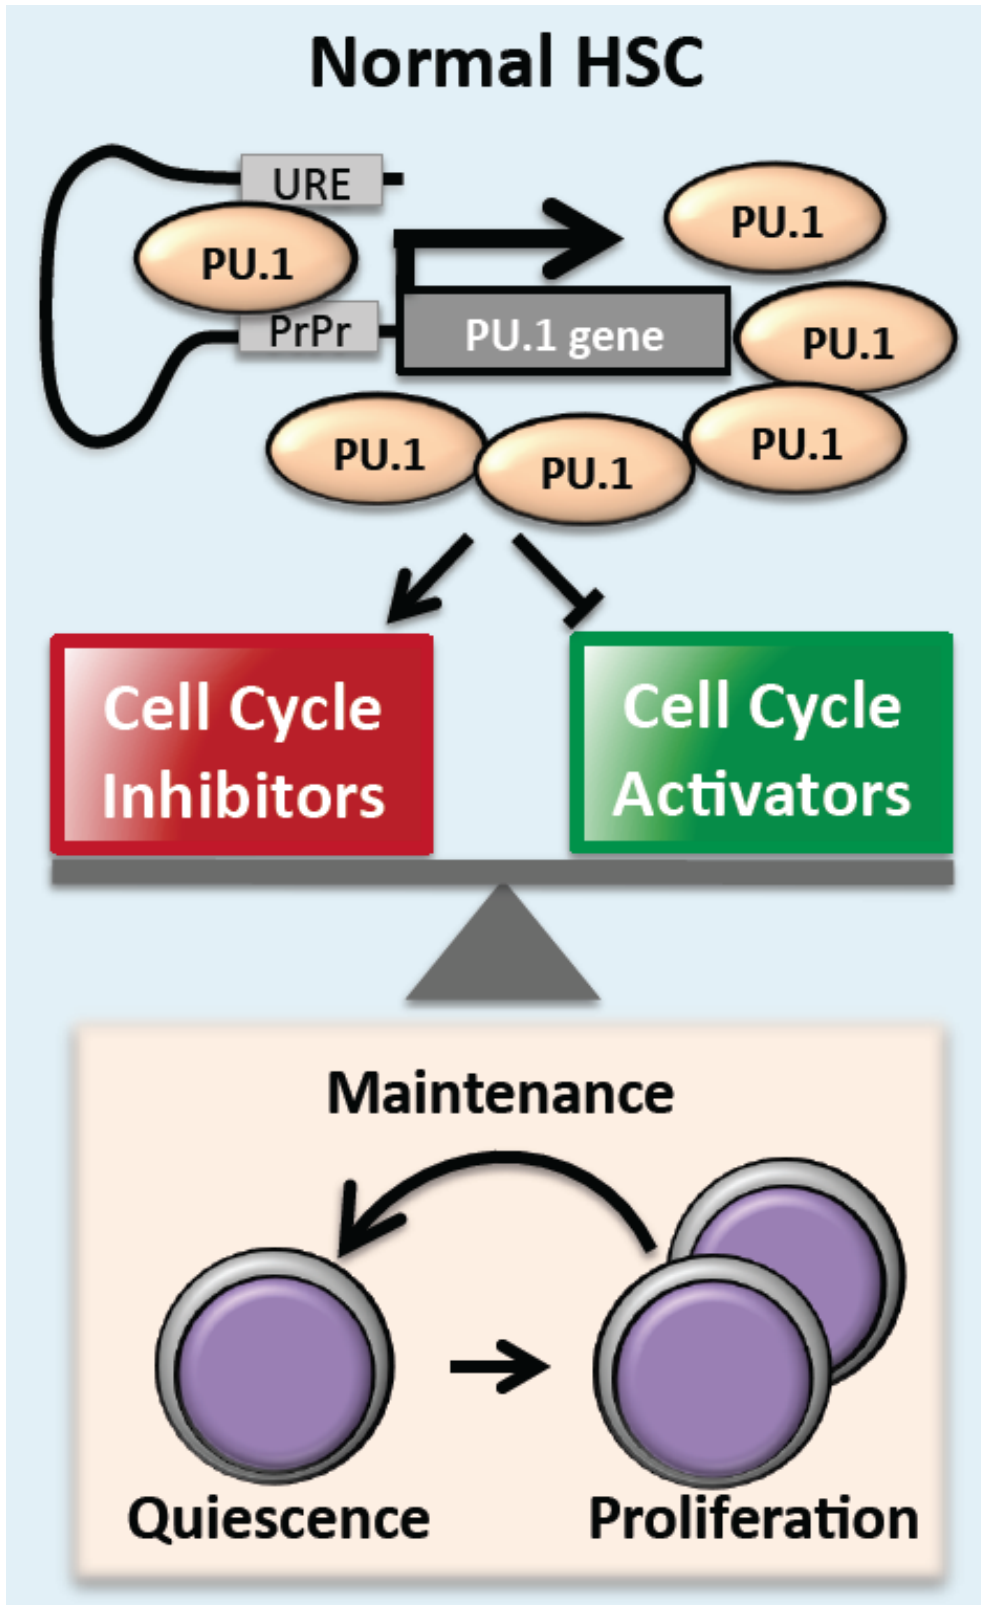 Normal HSC
URE
PU.1
PU.1
PrPr
PU.1 gene
PU.1
PU.1
PU.1
PU.1
Cell Cycle
Inhibitors
Cell Cycle
Activators
Maintenance
Quiescence
Proliferation